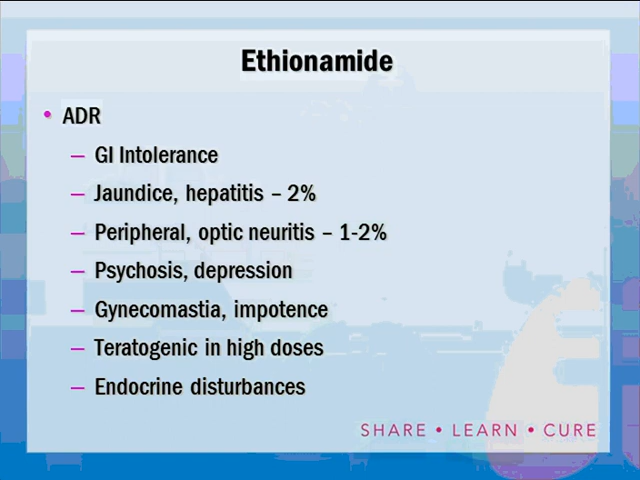 Ethionamide
• ADR
– GI Intolerance
– Jaundice, hepatitis – 2%
– Peripheral, optic neuritis – 1-2%
– Psychosis, depression
– Gynecomastia, impotence
– Teratogenic in high doses
– Endocrine disturbances
SHARE • LEARN • CURE